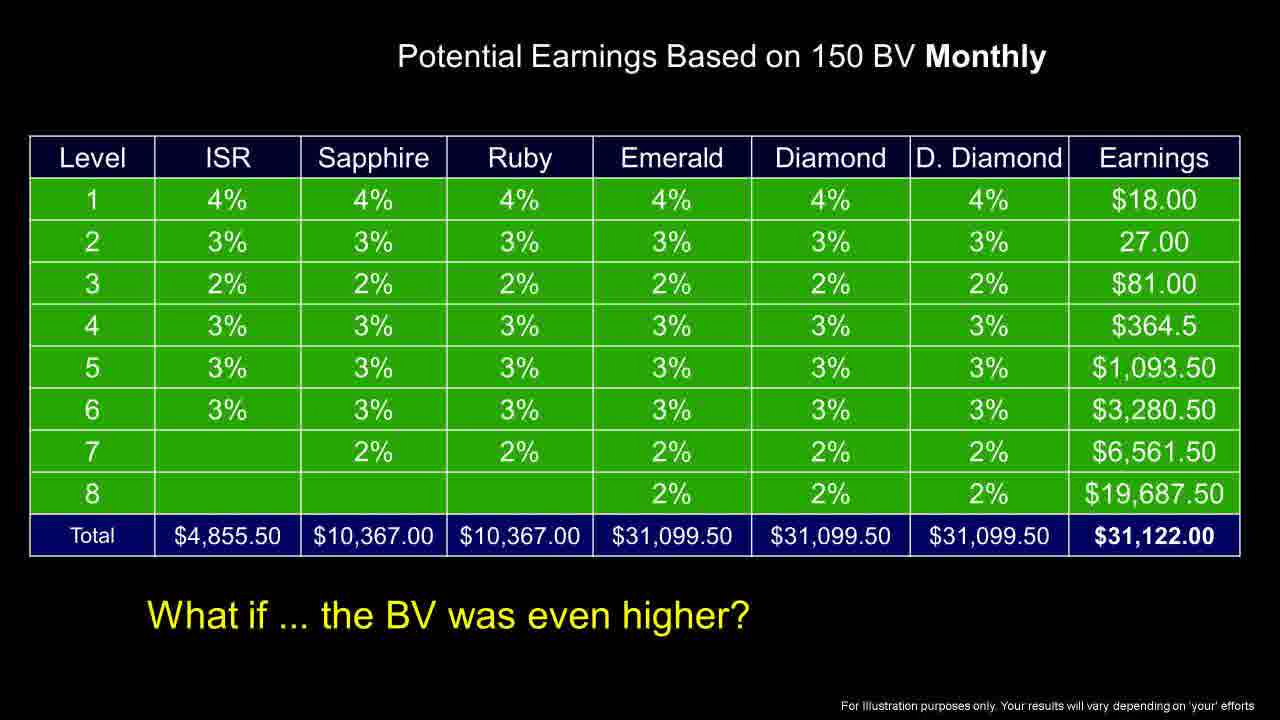 Potential Earnings Based on 150 BV Monthly
Level ISR Sapphire Ruby Emerald Diamond D. Diamond Earnings
1 4% 4% 4% 4% 4% 4% $18.00
2 3% 3% 3% 3% 3% 3% 27.00
3 2% 2% 2% 2% 2% 2% $81.00
4 3% 3% 3% 3% 3% 3% $364.5
5 3% 3% 3% 3% 3% 3% $1,093.50
6 3% 3% 3% 3% 3% 3% $3,280.50
7 2% 2% 2% 2% 2% $6,561.50
8 2% 2% 2% $19,687.50
Total $4,855.50 $10,367.00 $10,367.00 $31,099.50 $31,099.50 $31,099.50 $31,122.00
What if ... the BV was even higher?
For Illustration purposes only. Your results will vary depending on 'your' efforts